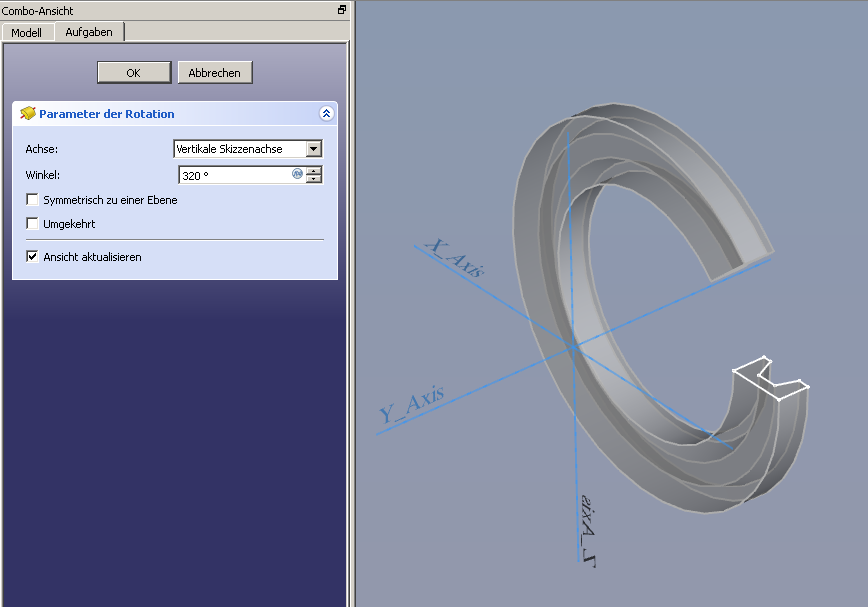 Combo-Ansicht
Modell
Aufgaben
OK
Abbrechen
Parameter der Rotation
Achse:
Vertikale Skizzenachse
Winkel:
320 °
Symmetrisch zu einer Ebene
Umgekehrt
Ansicht aktualisieren
X_Axis
Y_Axis
Z_Axis